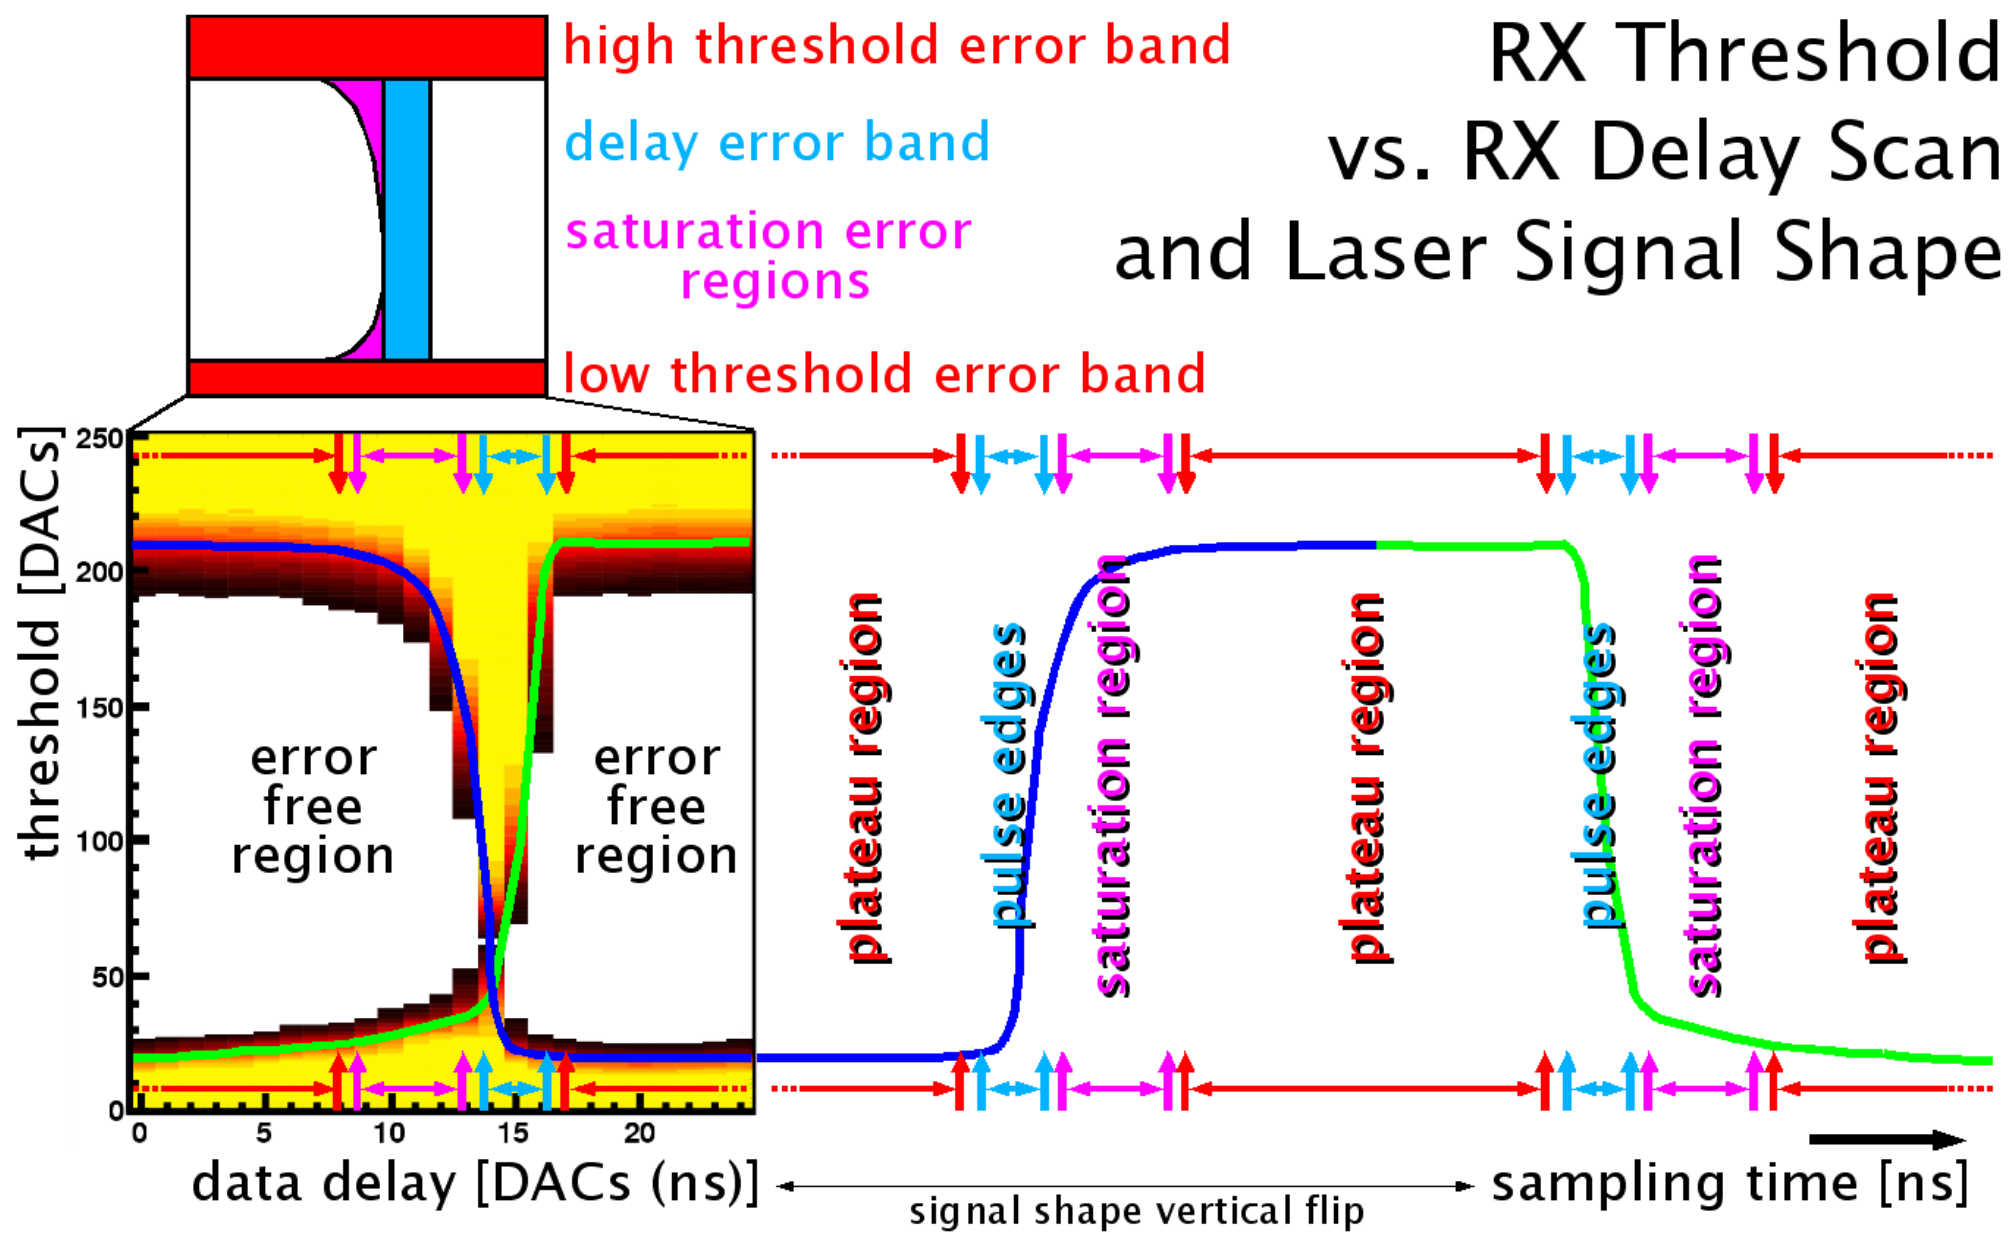 RX Threshold
vs. RX Delay Scan
and Laser Signal Shape
high threshold error band
delay error band
saturation error
regions
low threshold error band
threshold [DACs]
250
200
150
100
50
0
error
free
region
error
free
region
plateau region
pulse edges
saturation region
plateau region
pulse edges
saturation region
plateau region
0 5 10 15 20
data delay [DACs (ns)]
signal shape vertical flip
sampling time [ns]